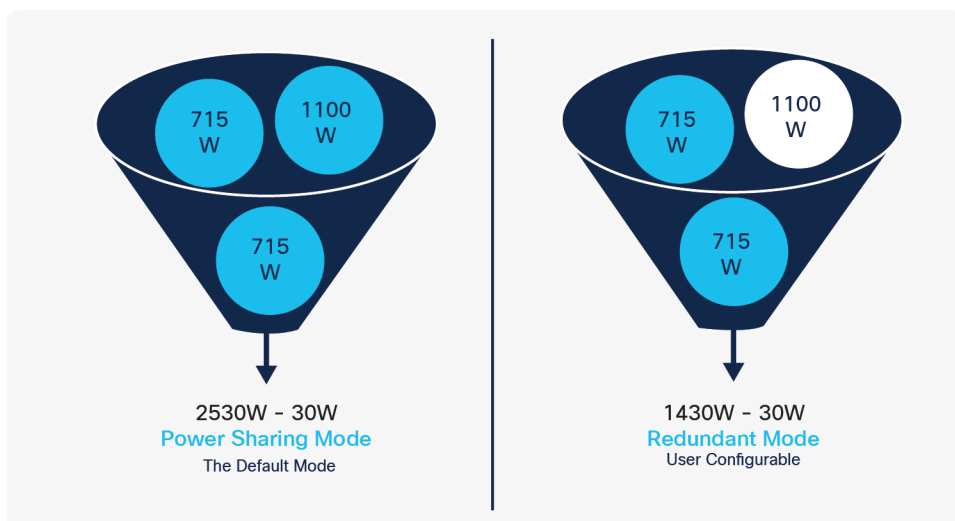 715
W
1100
W
715
W
2530W - 30W
Power Sharing Mode
The Default Mode
715
W
1100
W
715
W
1430W - 30W
Redundant Mode
User Configurable